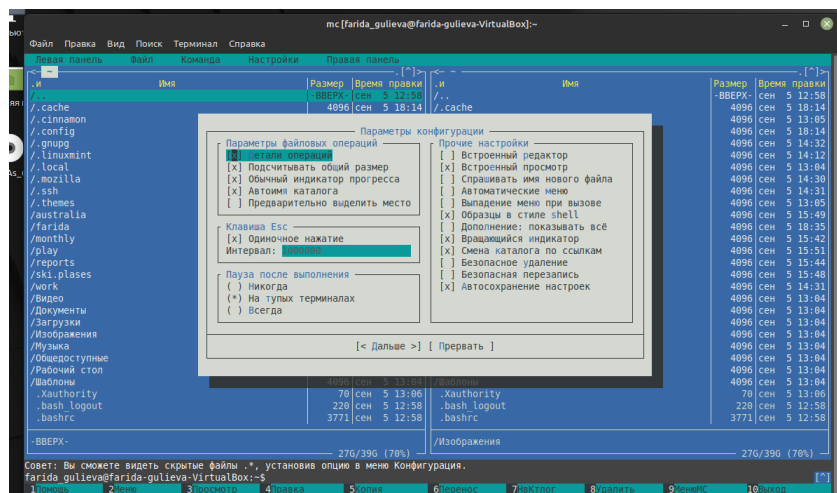 mc [farida_gulieva@farida-gulieva-VirtualBox]:~
Файл Правка Вид Поиск Терминал Справка
Левая панель Файл Команда Настройки Правая панель
<- ~ .[^]> <- ~ .[^]>
.и Имя Размер Время правки .и Имя Размер Время правки
/.. -ВВЕРХ- сен 5 12:58 /.. -ВВЕРХ- сен 5 12:58
/.cache 4096 сен 5 18:14 /.cache 4096 сен 5 18:14
/.cinnamon 4096 сен 5 13:05
/.config Параметры конфигурации 4096 сен 5 18:14
/.gnupg Параметры файловых операций Прочие настройки 4096 сен 5 14:32
/.linuxmint [x] Детали операций [ ] Встроенный редактор 4096 сен 5 14:12
/.local [x] Подсчитывать общий размер [x] Встроенный просмотр 4096 сен 5 13:04
/.mozilla [x] Обычный индикатор прогресса [ ] Спрашивать имя нового файла 4096 сен 5 14:30
/.ssh [x] Автоимя каталога [ ] Автоматические меню 4096 сен 5 14:31
/.themes [ ] Предварительно выделить место [ ] Выпадение меню при вызове 4096 сен 5 13:05
/australia [x] Образцы в стиле shell 4096 сен 5 15:49
/farida Клавиша Esc [ ] Дополнение: показывать всё 4096 сен 5 18:35
/monthly [x] Одиночное нажатие [x] Вращающийся индикатор 4096 сен 5 15:42
/play Интервал: 1000000 [x] Смена каталога по ссылкам 4096 сен 5 15:51
/reports [ ] Безопасное удаление 4096 сен 5 15:44
/ski.plases Пауза после выполнения [ ] Безопасная перезапись 4096 сен 5 15:48
/work ( ) Никогда [x] Автосохранение настроек 4096 сен 5 14:31
/Видео (*) На тупых терминалах 4096 сен 5 13:04
/Документы ( ) Всегда 4096 сен 5 13:04
/Загрузки 4096 сен 5 13:04
/Изображения 4096 сен 5 13:04
/Музыка [< Дальше >] [ Прервать ] 4096 сен 5 13:04
/Общедоступные 4096 сен 5 13:04
/Рабочий стол 4096 сен 5 13:04
/Шаблоны 4096 сен 5 13:04 /Шаблоны 4096 сен 5 13:04
.Xauthority 70 сен 5 13:06 .Xauthority 70 сен 5 13:06
.bash_logout 220 сен 5 12:58 .bash_logout 220 сен 5 12:58
.bashrc 3771 сен 5 12:58 .bashrc 3771 сен 5 12:58
-ВВЕРХ- /Изображения
27G/39G (70%) 27G/39G (70%)
Совет: Вы сможете видеть скрытые файлы .*, установив опцию в меню Конфигурация.
farida_gulieva@farida-gulieva-VirtualBox:~$ [^]
1Помощь 2Меню 3Просмотр 4Правка 5Копия 6Перенос 7НвКтлог 8Удалить 9МенюМС 10Выход